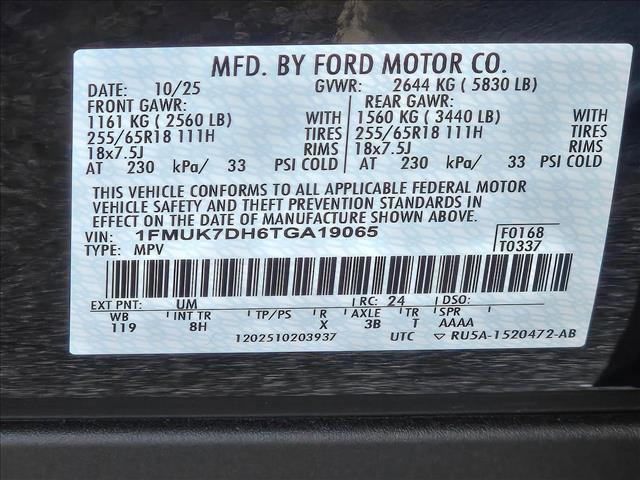 MFD. BY FORD MOTOR CO.
DATE: 10/25 GVWR: 2644 KG ( 5830 LB)
FRONT GAWR: REAR GAWR:
1161 KG ( 2560 LB) WITH 1560 KG ( 3440 LB) WITH
255/65R18 111H TIRES 255/65R18 111H TIRES
18x7.5J RIMS 18x7.5J RIMS
AT 230 kPa/ 33 PSI COLD AT 230 kPa/ 33 PSI COLD
THIS VEHICLE CONFORMS TO ALL APPLICABLE FEDERAL MOTOR
VEHICLE SAFETY AND THEFT PREVENTION STANDARDS IN
EFFECT ON THE DATE OF MANUFACTURE SHOWN ABOVE.
VIN: 1FMUK7DH6TGA19065 F0168
TYPE: MPV T0337
EXT PNT: UM RC: 24 DSO:
WB INT TR TP/PS R AXLE TR SPR
119 8H X 3B T AAAA
1202510203937 UTC ▽ RU5A-1520472-AB